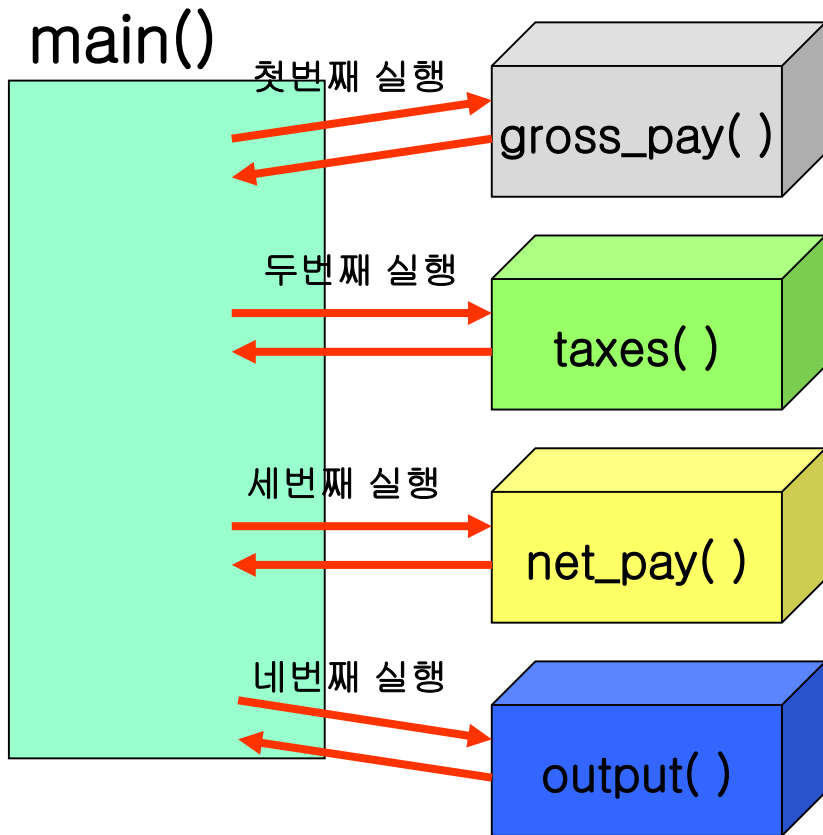 main()
첫번째 실행
gross_pay( )
두번째 실행
taxes( )
세번째 실행
net_pay( )
네번째 실행
output( )